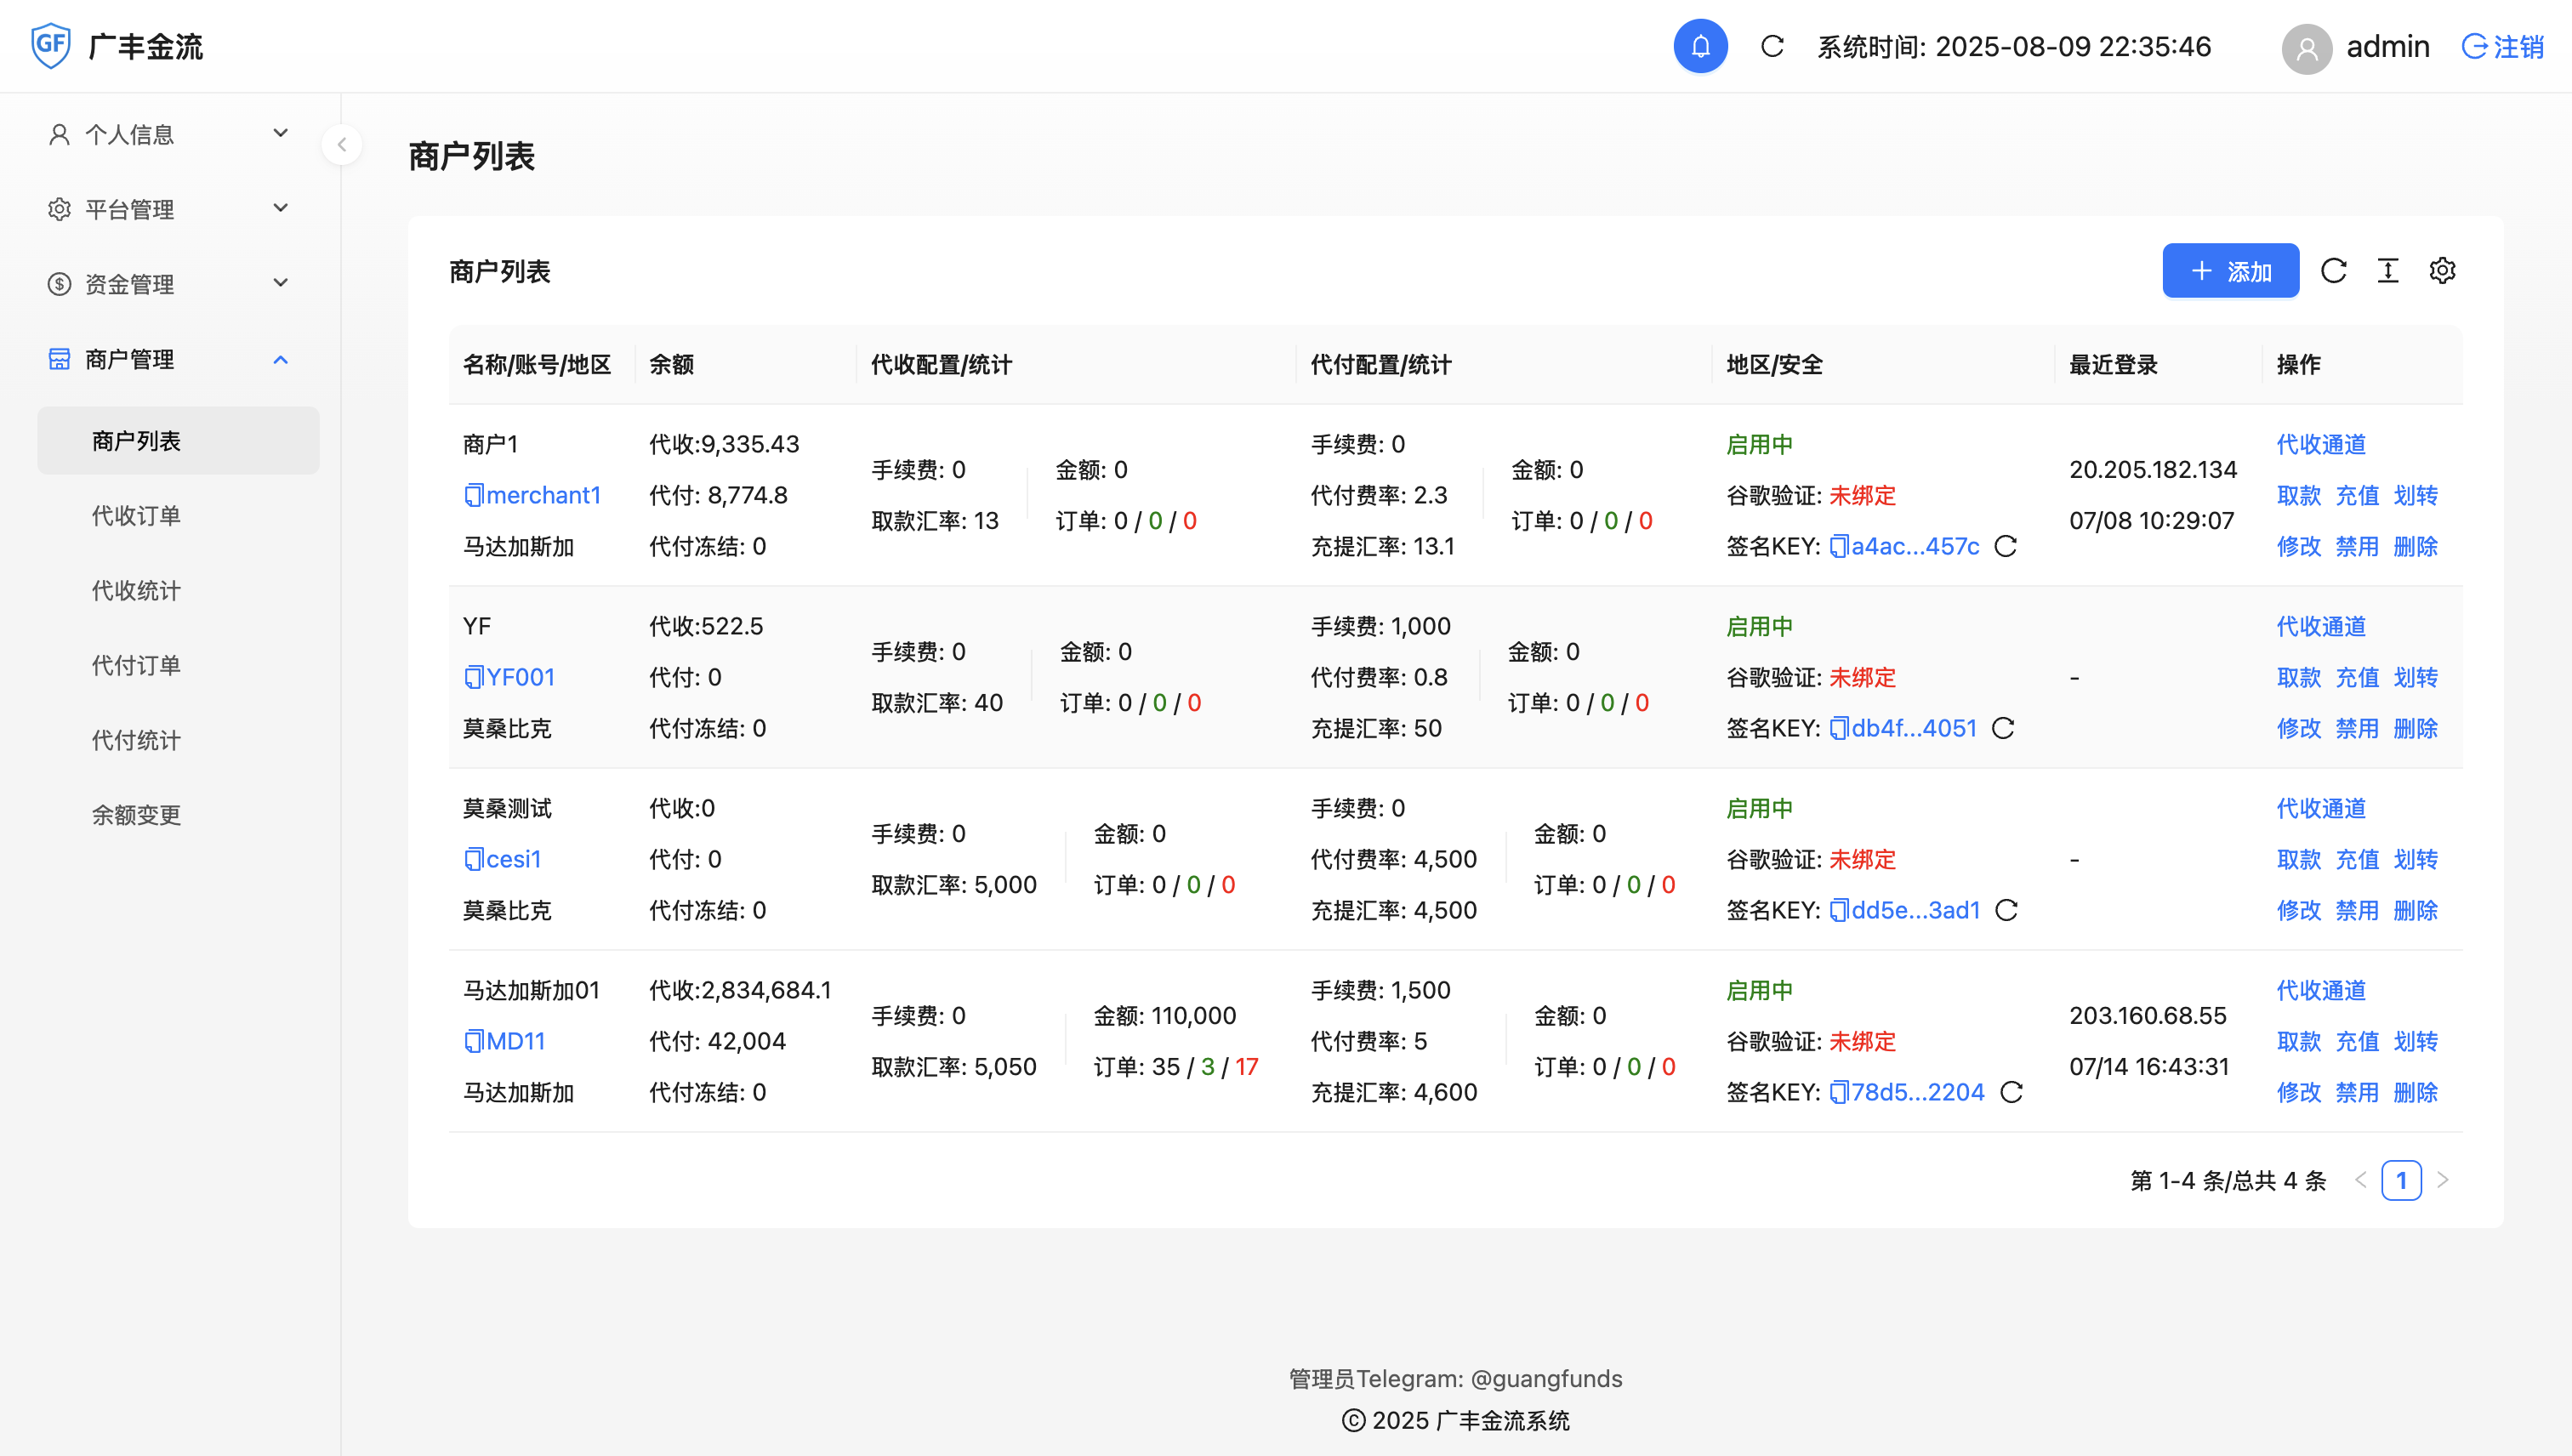 GF 广丰金流
系统时间: 2025-08-09 22:35:46
admin
注销
个人信息
平台管理
资金管理
商户管理
商户列表
代收订单
代收统计
代付订单
代付统计
余额变更
商户列表
商户列表
添加
名称/账号/地区 余额 代收配置/统计 代付配置/统计 地区/安全 最近登录 操作
商户1
merchant1
马达加斯加
代收:9,335.43
代付: 8,774.8
代付冻结: 0
手续费: 0
取款汇率: 13
金额: 0
订单: 0 / 0 / 0
手续费: 0
代付费率: 2.3
充提汇率: 13.1
金额: 0
订单: 0 / 0 / 0
启用中
谷歌验证: 未绑定
签名KEY: a4ac...457c
20.205.182.134
07/08 10:29:07
代收通道
取款 充值 划转
修改 禁用 删除
YF
YF001
莫桑比克
代收:522.5
代付: 0
代付冻结: 0
手续费: 0
取款汇率: 40
金额: 0
订单: 0 / 0 / 0
手续费: 1,000
代付费率: 0.8
充提汇率: 50
金额: 0
订单: 0 / 0 / 0
启用中
谷歌验证: 未绑定
签名KEY: db4f...4051
-
代收通道
取款 充值 划转
修改 禁用 删除
莫桑测试
cesi1
莫桑比克
代收:0
代付: 0
代付冻结: 0
手续费: 0
取款汇率: 5,000
金额: 0
订单: 0 / 0 / 0
手续费: 0
代付费率: 4,500
充提汇率: 4,500
金额: 0
订单: 0 / 0 / 0
启用中
谷歌验证: 未绑定
签名KEY: dd5e...3ad1
-
代收通道
取款 充值 划转
修改 禁用 删除
马达加斯加01
MD11
马达加斯加
代收:2,834,684.1
代付: 42,004
代付冻结: 0
手续费: 0
取款汇率: 5,050
金额: 110,000
订单: 35 / 3 / 17
手续费: 1,500
代付费率: 5
充提汇率: 4,600
金额: 0
订单: 0 / 0 / 0
启用中
谷歌验证: 未绑定
签名KEY: 78d5...2204
203.160.68.55
07/14 16:43:31
代收通道
取款 充值 划转
修改 禁用 删除
第 1-4 条/总共 4 条 < 1 >
管理员Telegram: @guangfunds
© 2025 广丰金流系统